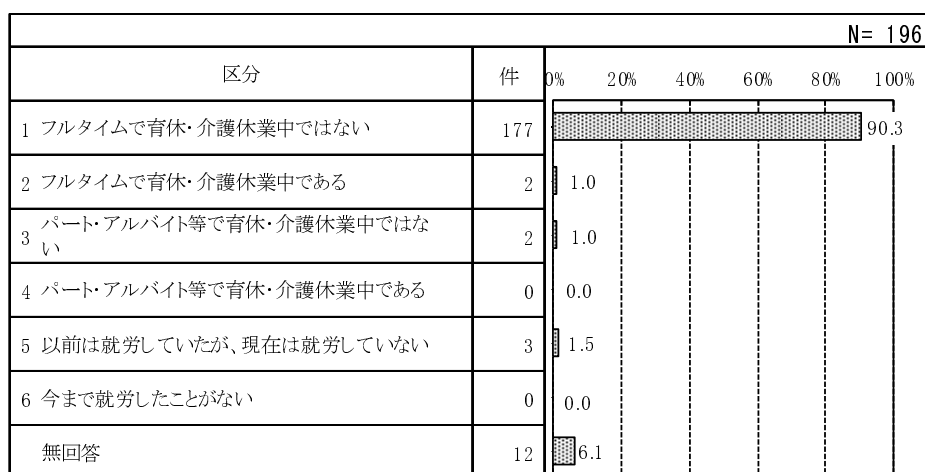 N= 196
区分 件 0% 20% 40% 60% 80% 100%
1 フルタイムで育休・介護休業中ではない 177 90.3
2 フルタイムで育休・介護休業中である 2 1.0
3 パート・アルバイト等で育休・介護休業中ではな
い 2 1.0
4 パート・アルバイト等で育休・介護休業中である 0 0.0
5 以前は就労していたが、現在は就労していない 3 1.5
6 今まで就労したことがない 0 0.0
無回答 12 6.1